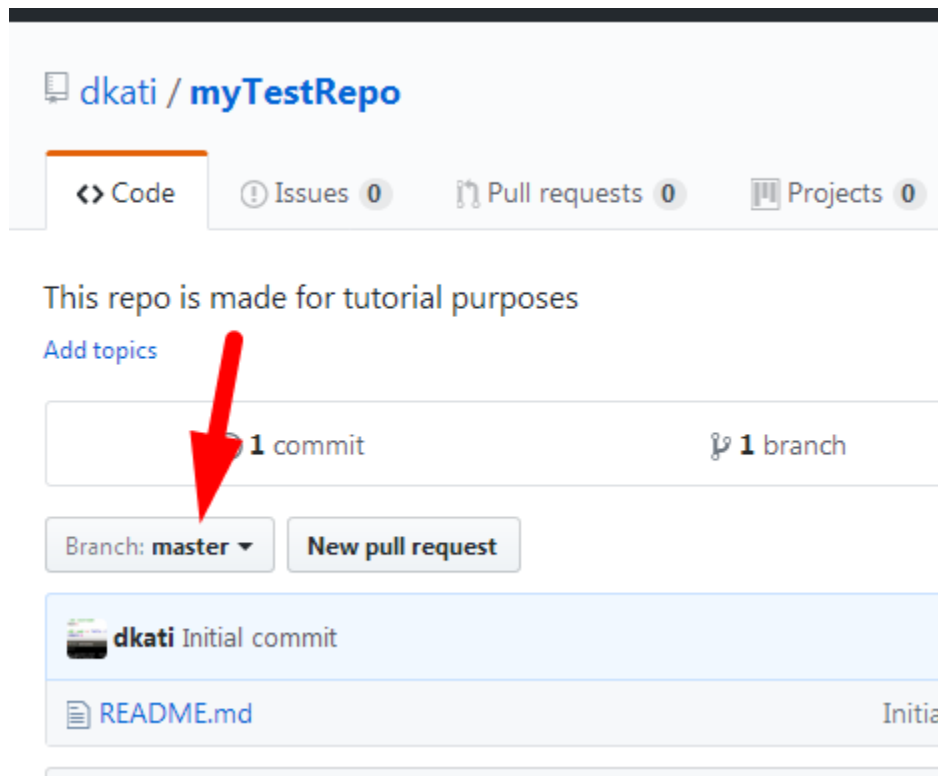 dkati / myTestRepo
Code Issues 0 Pull requests 0 Projects 0
This repo is made for tutorial purposes
Add topics
1 commit 1 branch
Branch: master New pull request
dkati Initial commit
README.md